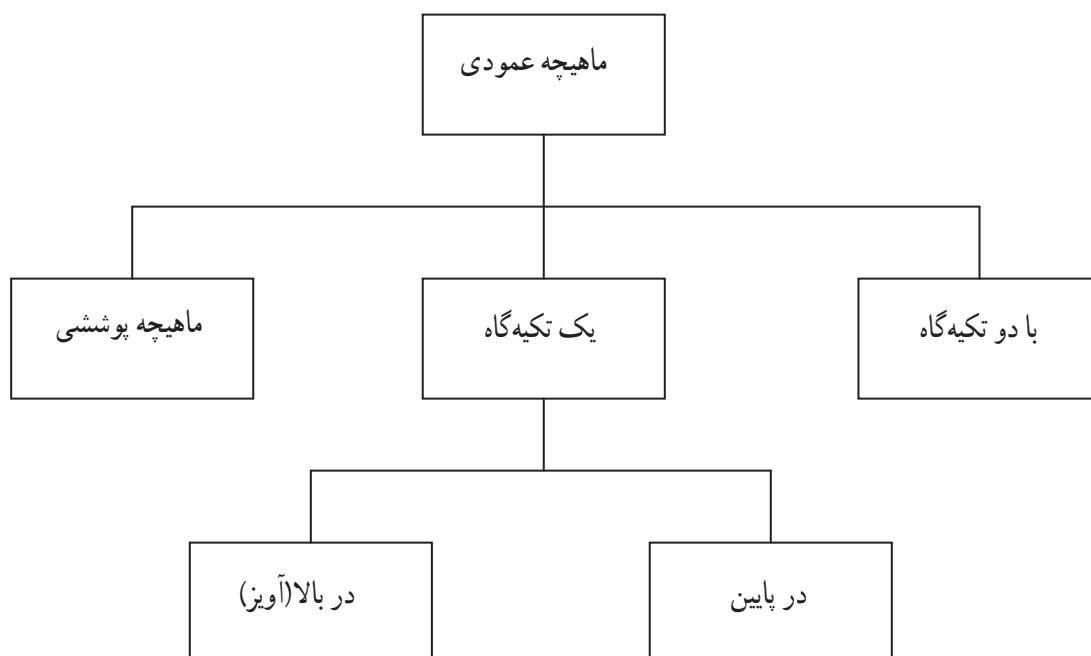 ماهیچه عمودی
با دو تکیه‌گاه
یک تکیه‌گاه
ماهیچه پوششی
در پایین
در بالا(آویز)